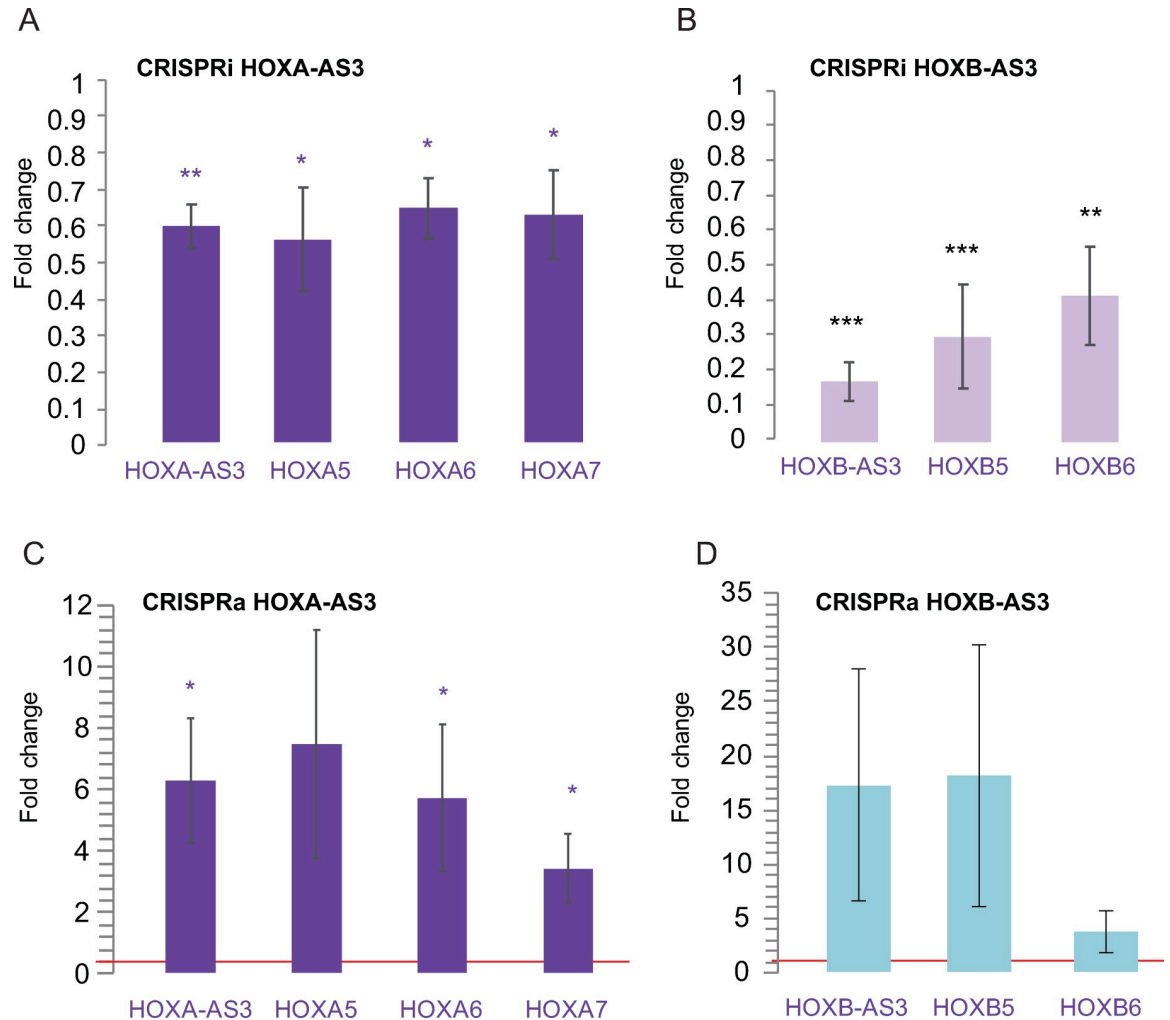 A
CRISPRi HOXA-AS3
Fold change
1
0.9
0.8
0.7
0.6
0.5
0.4
0.3
0.2
0.1
0
**
*
*
*
HOXA-AS3 HOXA5 HOXA6 HOXA7
B
CRISPRi HOXB-AS3
Fold change
1
0.9
0.8
0.7
0.6
0.5
0.4
0.3
0.2
0.1
0
***
***
**
HOXB-AS3 HOXB5 HOXB6
C
CRISPRa HOXA-AS3
Fold change
12
10
8
6
4
2
0
*
*
*
HOXA-AS3 HOXA5 HOXA6 HOXA7
D
CRISPRa HOXB-AS3
Fold change
35
30
25
20
15
10
5
0
HOXB-AS3 HOXB5 HOXB6